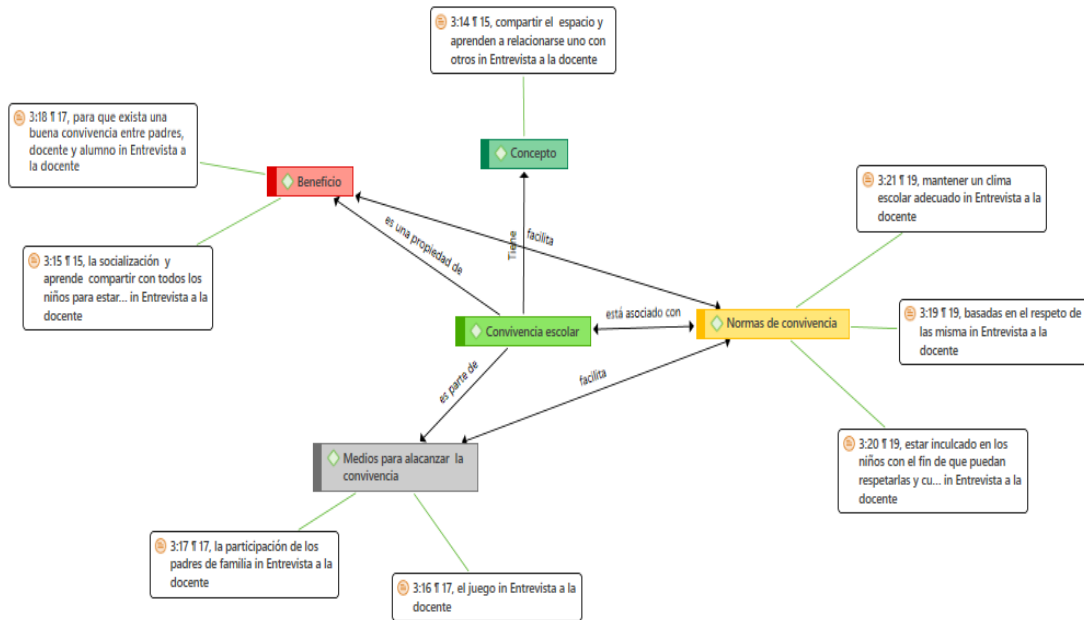 3:14 ¶ 15, compartir el espacio y
aprenden a relacionarse uno con
otros in Entrevista a la docente
3:18 ¶ 17, para que exista una
buena convivencia entre padres,
docente y alumno in Entrevista a
la docente
Concepto
Beneficio
3:21 ¶ 19, mantener un clima
escolar adecuado in Entrevista a la
docente
es una propiedad de
Tiene
facilita
3:15 ¶ 15, la socialización y
aprende compartir con todos los
niños para estar... in Entrevista a la
docente
Convivencia escolar
está asociado con
Normas de convivencia
3:19 ¶ 19, basadas en el respeto de
las misma in Entrevista a la
docente
es parte de
facilita
Medios para alacanzar la
convivencia
3:20 ¶ 19, estar inculcado en los
niños con el fin de que puedan
respetarlas y cu... in Entrevista a la
docente
3:17 ¶ 17, la participación de los
padres de familia in Entrevista a la
docente
3:16 ¶ 17, el juego in Entrevista a la
docente